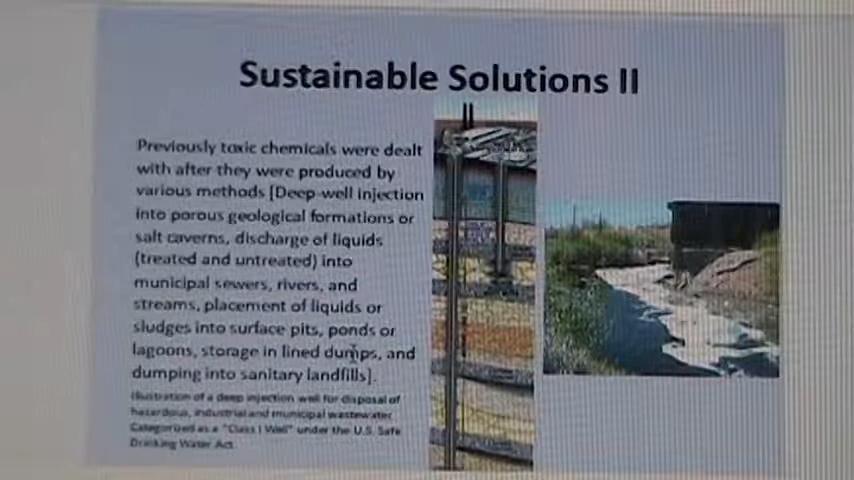 Sustainable Solutions II
Previously toxic chemicals were dealt
with after they were produced by
various methods [Deep-well injection
into porous geological formations or
salt caverns, discharge of liquids
(treated and untreated) into
municipal sewers, rivers, and
streams, placement of liquids or
sludges into surface pits, ponds or
lagoons, storage in lined dumps, and
dumping into sanitary landfills].
Illustration of a deep injection well for disposal of
hazardous, industrial and municipal wastewater
Categorized as a "Class I Well" under the U.S. Safe
Drinking Water Act.